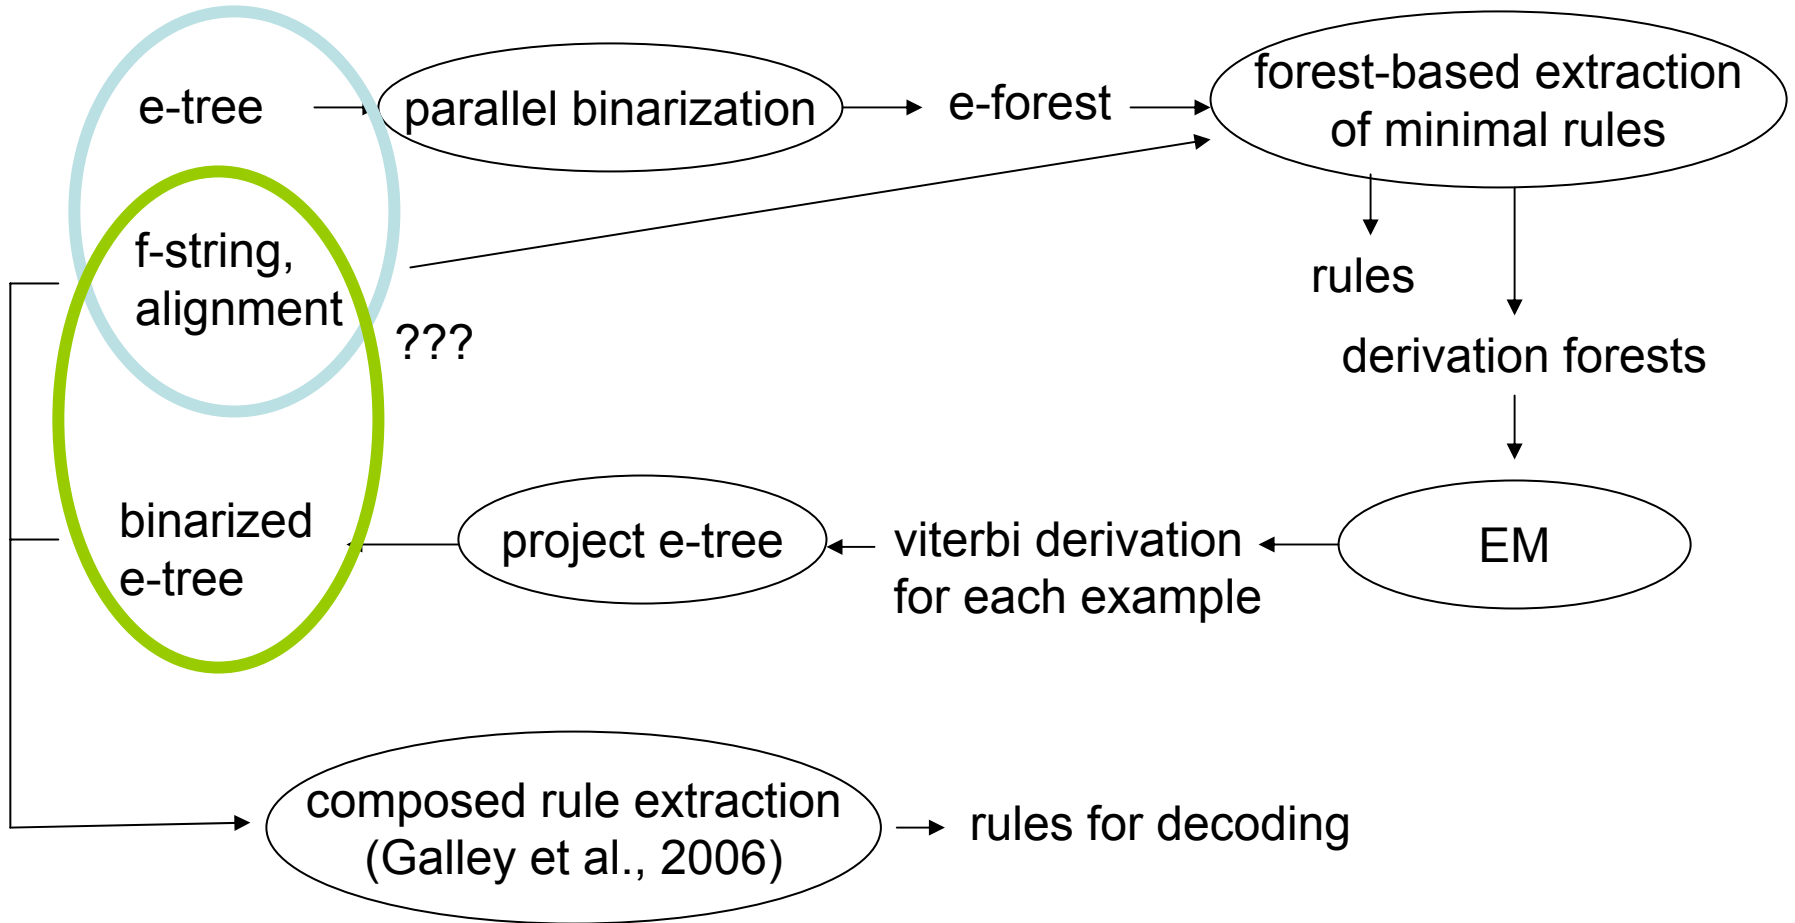 e-tree
parallel binarization
e-forest
forest-based extraction
of minimal rules
f-string,
alignment
???
rules
derivation forests
binarized
e-tree
project e-tree
viterbi derivation
for each example
EM
composed rule extraction
(Galley et al., 2006)
rules for decoding